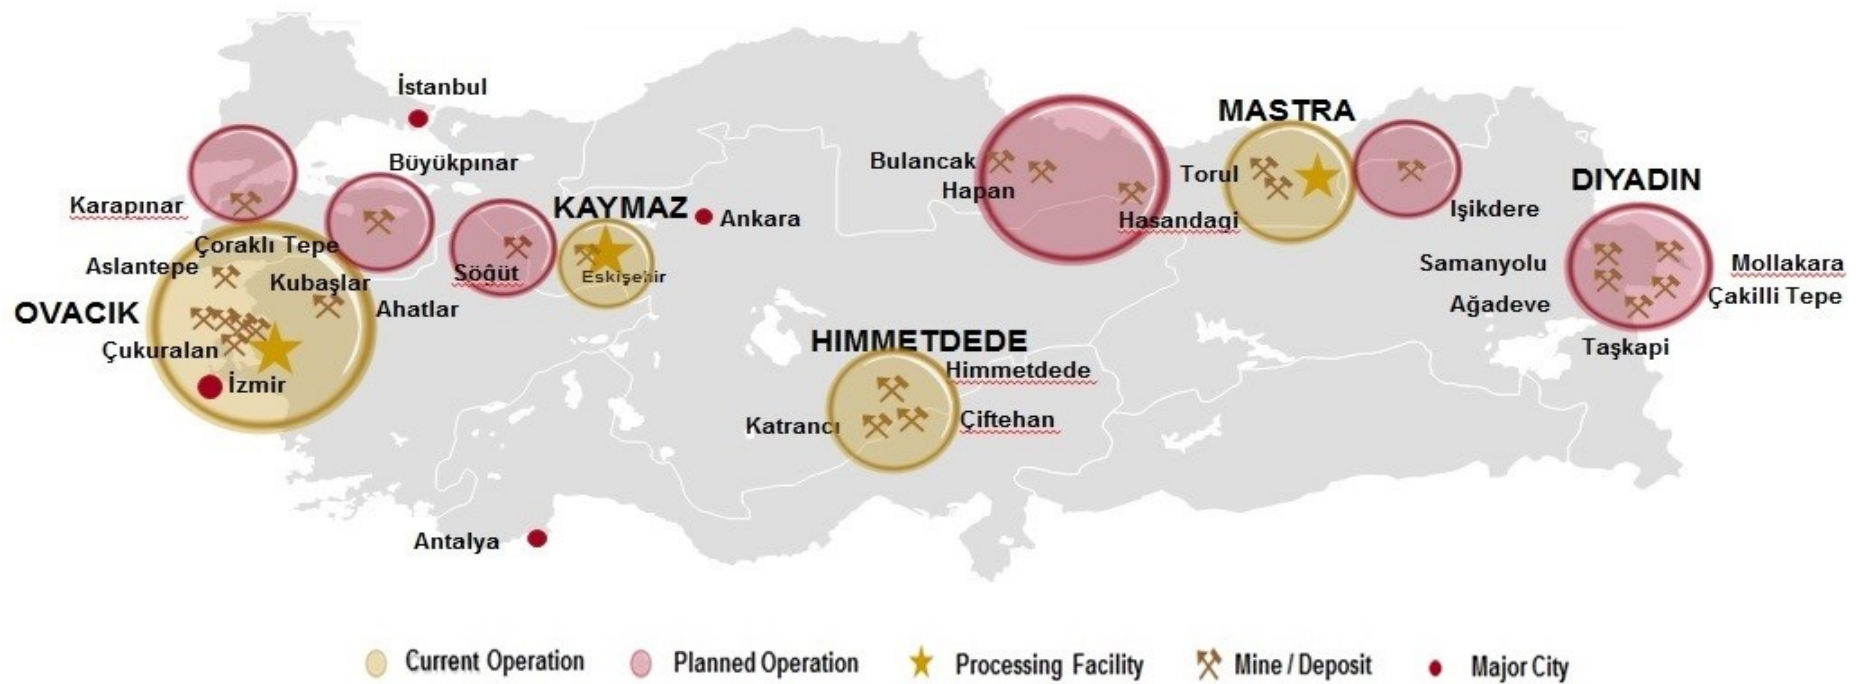 İstanbul
MASTRA
Büyükpınar
Bulancak
Hapan
Torul
DIYADIN
Karapınar
KAYMAZ
Ankara
Hasandagi
Işikdere
Çoraklı Tepe
Aslantepe
Kubaşlar
Söğüt
Eskişehir
Samanyolu
Mollakara
OVACIK
Ahatlar
Ağadeve
Çakilli Tepe
Çukuralan
HIMMETDEDE
Taşkapi
İzmir
Himmetdede
Katrancı
Çiftehan
Antalya
Current Operation
Planned Operation
Processing Facility
Mine / Deposit
Major City